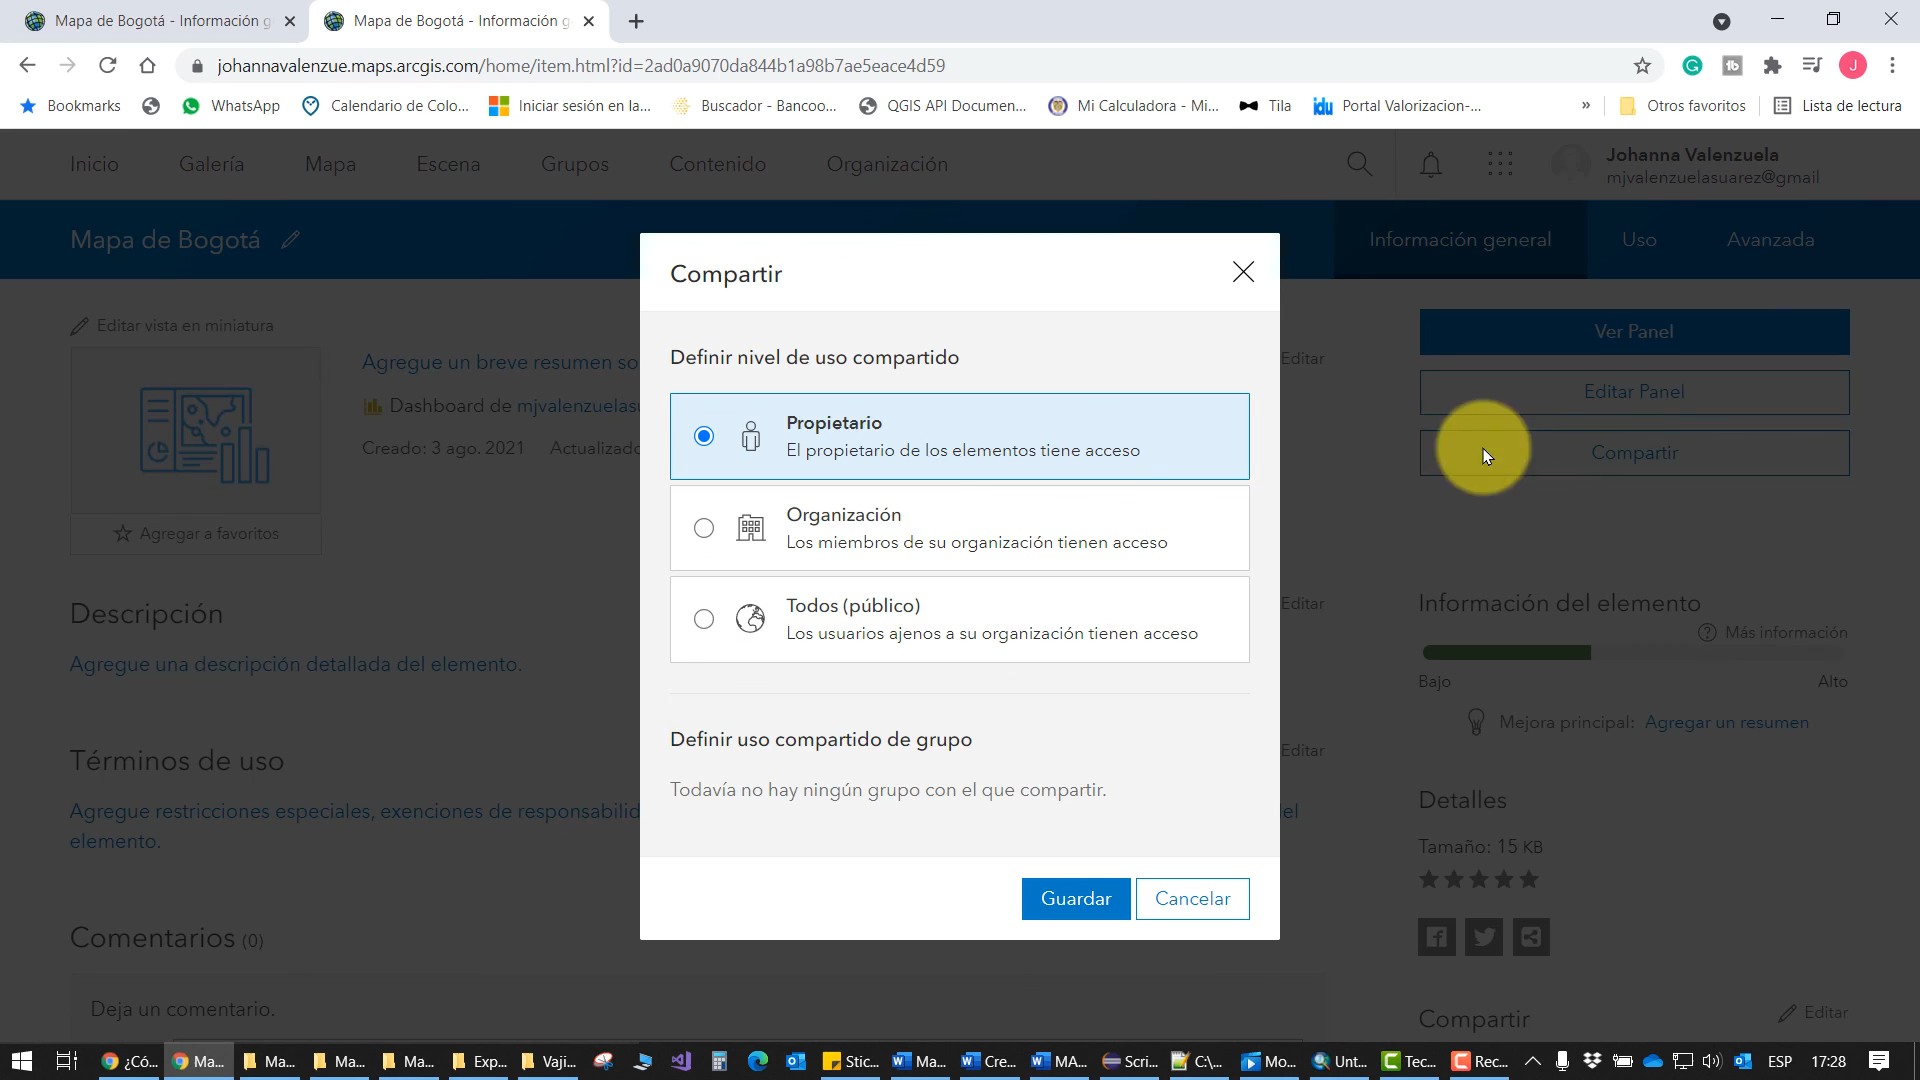 Mapa de Bogotá - Información g
Mapa de Bogotá - Información g
johannavalenzue.maps.arcgis.com/home/item.html?id=2ad0a9070da844b1a98b7ae5eace4d59
J
Bookmarks
WhatsApp
Calendario de Colo...
Iniciar sesión en la...
Buscador - Bancoo...
QGIS API Documen...
Mi Calculadora - Mi...
Tila
idu Portal Valorizacion-...
»
Otros favoritos
Lista de lectura
Inicio
Galería
Mapa
Escena
Grupos
Contenido
Organización
Johanna Valenzuela
mjvalenzuelasuarez@gmail
Mapa de Bogotá
Información general
Uso
Avanzada
Editar vista en miniatura
Agregue un breve resumen so
Editar
Dashboard de mjvalenzuelasu
Creado: 3 ago. 2021 Actualizado
Agregar a favoritos
Descripción
Editar
Agregue una descripción detallada del elemento.
Términos de uso
Editar
Agregue restricciones especiales, exenciones de responsabilid
el
elemento.
Comentarios (0)
Deja un comentario.
Compartir
Definir nivel de uso compartido
Propietario
El propietario de los elementos tiene acceso
Organización
Los miembros de su organización tienen acceso
Todos (público)
Los usuarios ajenos a su organización tienen acceso
Definir uso compartido de grupo
Todavía no hay ningún grupo con el que compartir.
Guardar
Cancelar
Ver Panel
Editar Panel
Compartir
Información del elemento
Más información
Bajo
Alto
Mejora principal: Agregar un resumen
Detalles
Tamaño: 15 KB
Compartir
Editar
¿Có...
Ma...
Ma...
Ma...
Ma...
Exp...
Vaji...
Stic...
Ma...
Cre...
MA...
Scri...
C:\...
Mo...
Unt...
Tec...
Rec...
ESP
17:28